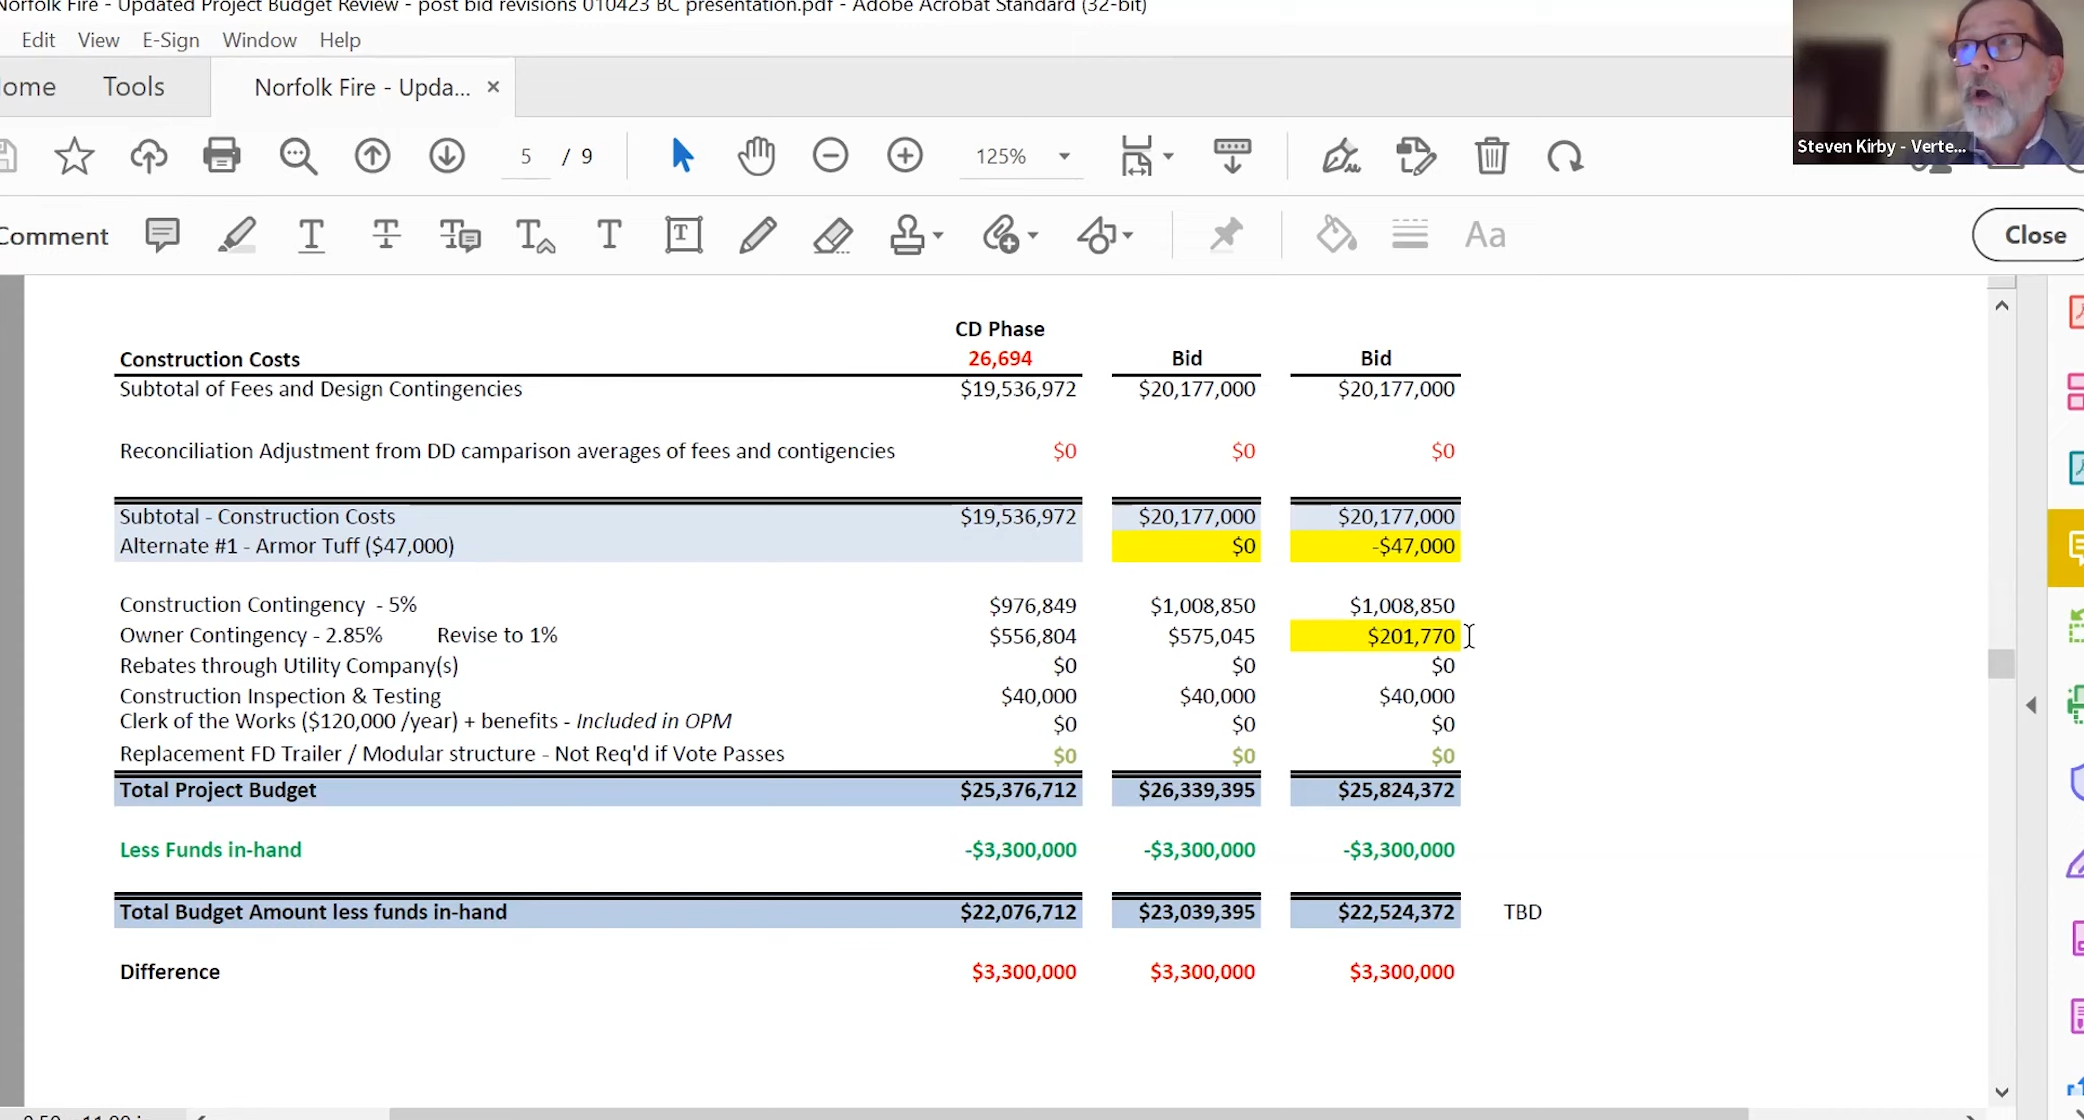 Norfolk Fire - Updated Project Budget Review - post bid revisions 010423 BC presentation.pdf - Adobe Acrobat Standard (32-bit)
Edit View E-Sign Window Help
ome Tools Norfolk Fire - Upda... ×
5 / 9 125%
Steven Kirby - Verte...
Comment T T T T T T Aa Close
CD Phase
Construction Costs 26,694 Bid Bid
Subtotal of Fees and Design Contingencies $19,536,972 $20,177,000 $20,177,000
Reconciliation Adjustment from DD camparison averages of fees and contigencies $0 $0 $0
Subtotal - Construction Costs $19,536,972 $20,177,000 $20,177,000
Alternate #1 - Armor Tuff ($47,000) $0 -$47,000
Construction Contingency - 5% $976,849 $1,008,850 $1,008,850
Owner Contingency - 2.85% Revise to 1% $556,804 $575,045 $201,770
Rebates through Utility Company(s) $0 $0 $0
Construction Inspection & Testing $40,000 $40,000 $40,000
Clerk of the Works ($120,000 /year) + benefits - Included in OPM $0 $0 $0
Replacement FD Trailer / Modular structure - Not Req'd if Vote Passes $0 $0 $0
Total Project Budget $25,376,712 $26,339,395 $25,824,372
Less Funds in-hand -$3,300,000 -$3,300,000 -$3,300,000
Total Budget Amount less funds in-hand $22,076,712 $23,039,395 $22,524,372 TBD
Difference $3,300,000 $3,300,000 $3,300,000